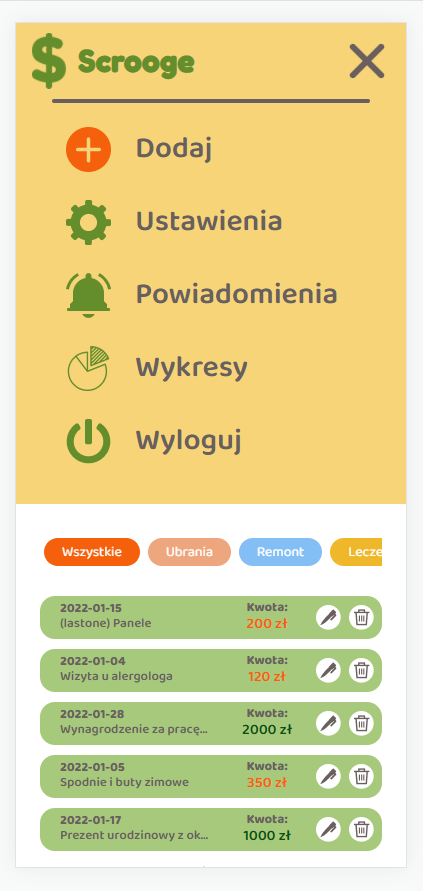 $ Scrooge
Dodaj
Ustawienia
Powiadomienia
Wykresy
Wyloguj
Wszystkie Ubrania Remont Lecze
2022-01-15 Kwota:
(lastone) Panele 200 zł
2022-01-04 Kwota:
Wizyta u alergologa 120 zł
2022-01-28 Kwota:
Wynagrodzenie za pracę... 2000 zł
2022-01-05 Kwota:
Spodnie i buty zimowe 350 zł
2022-01-17 Kwota:
Prezent urodzinowy z ok... 1000 zł